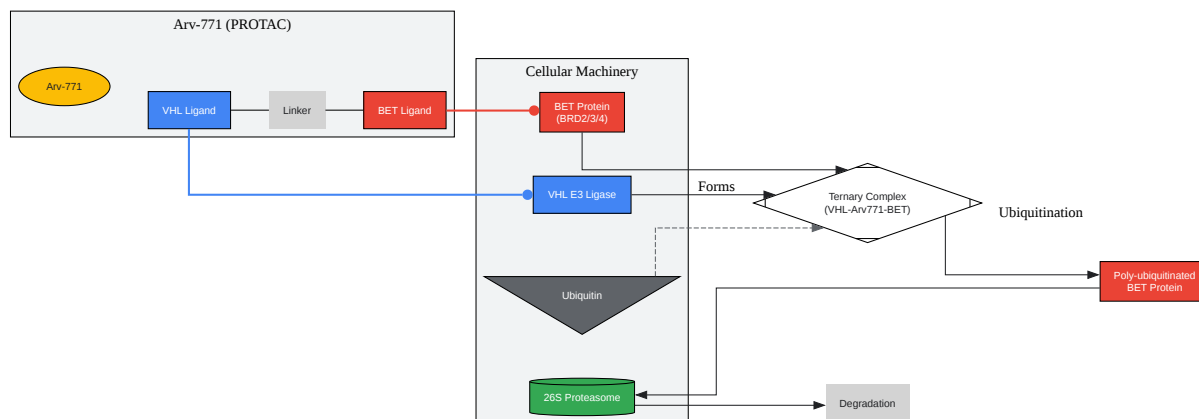 Arv-771 (PROTAC)
Arv-771
VHL Ligand
Linker
BET Ligand
Cellular Machinery
BET Protein
(BRD2/3/4)
VHL E3 Ligase
Forms
Ternary Complex
(VHL-Arv771-BET)
Ubiquitination
Ubiquitin
Poly-ubiquitinated
BET Protein
26S Proteasome
Degradation